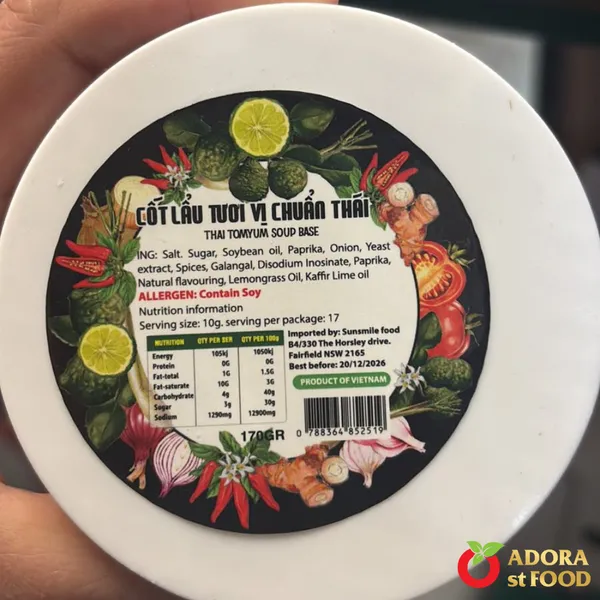 CỐT LẨU TƯƠI VỊ CHUẨN THÁI
THAI TOMYUM SOUP BASE
ING: Salt. Sugar, Soybean oil, Paprika, Onion, Yeast
extract, Spices, Galangal, Disodium Inosinate, Paprika,
Natural flavouring, Lemongrass Oil, Kaffir Lime oil
ALLERGEN: Contain Soy
Nutrition information
Serving size: 10g. serving per package: 17
NUTRITION QTY PER SER QTY PER 100g
Energy 105kj 1050kj
Protein 0G 0G
Fat-total 1G 1.5G
Fat-saturate 10G 3G
Carbohydrate 4g 40g
Sugar 3g 30g
Sodium 1290mg 12900mg
Imported by: Sunsmile food
B4/330 The Horsley drive.
Fairfield NSW 2165
Best before: 20/12/2026
PRODUCT OF VIETNAM
170GR
0 788364 852519
ADORA
st FOOD